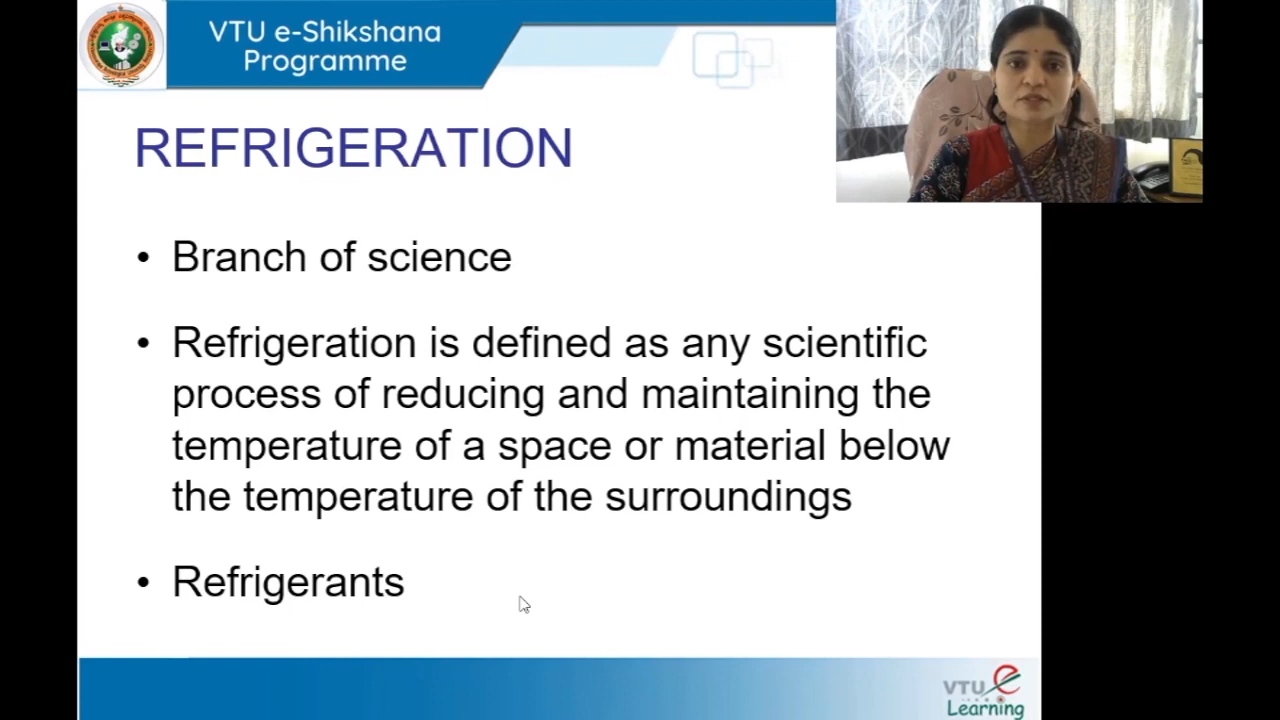 VTU e-Shikshana
Programme
REFRIGERATION
• Branch of science
• Refrigeration is defined as any scientific
process of reducing and maintaining the
temperature of a space or material below
the temperature of the surroundings
• Refrigerants
VTU e
Learning